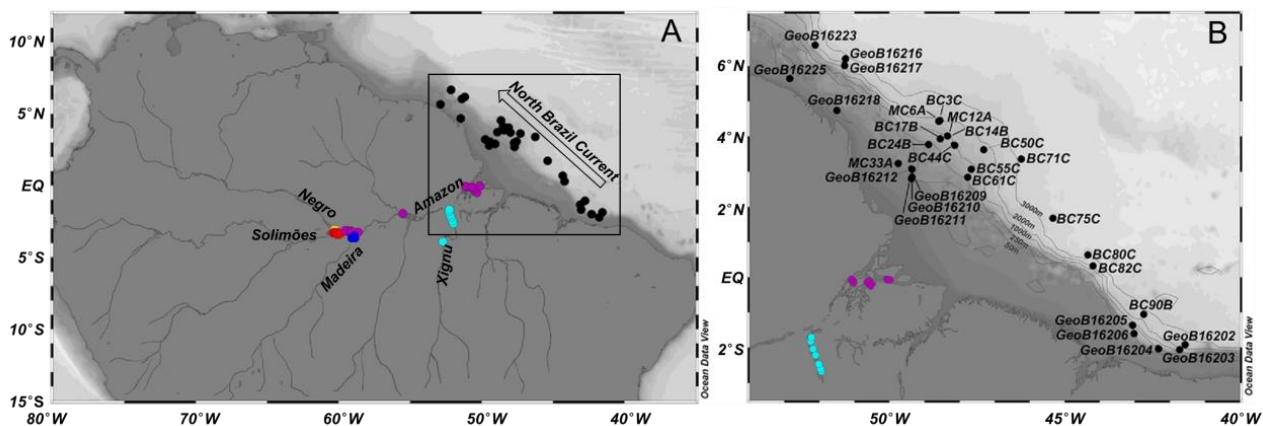 A
10°N
5°N
EQ
5°S
10°S
15°S
80°W
70°W
60°W
50°W
40°W
North Brazil Current
Amazon
Negro
Solimões
Madeira
Xignu
Ocean Data View
B
6°N
4°N
2°N
EQ
2°S
50°W
45°W
40°W
GeoB16223
GeoB16216
GeoB16217
GeoB16225
GeoB16218
BC3C
MC6A
MC12A
BC17B
BC14B
BC24B
BC50C
BC44C
BC71C
MC33A
BC55C
GeoB16212
BC61C
GeoB16209
GeoB16210
GeoB16211
3000m
2000m
1000m
250m
50m
BC75C
BC80C
BC82C
BC90B
GeoB16205
GeoB16206
GeoB16202
GeoB16204
GeoB16203
Ocean Data View